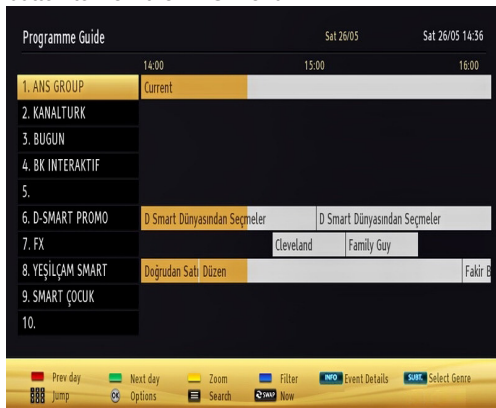 Programme Guide Sat 26/05 Sat 26/05 14:36
14:00 15:00 16:00
1. ANS GROUP Current
2. KANALTURK
3. BUGUN
4. BK INTERAKTIF
5.
6. D-SMART PROMO D Smart Dünyasından Seçmeler D Smart Dünyasından Seçmeler
7. FX Cleveland Family Guy
8. YEŞİLÇAM SMART Doğrudan Satı Düzen Fakir B
9. SMART ÇOCUK
10.
Prev day Next day Zoom Filter INFO Event Details SUBT. Select Genre
Jump OK Options Search SWAP Now